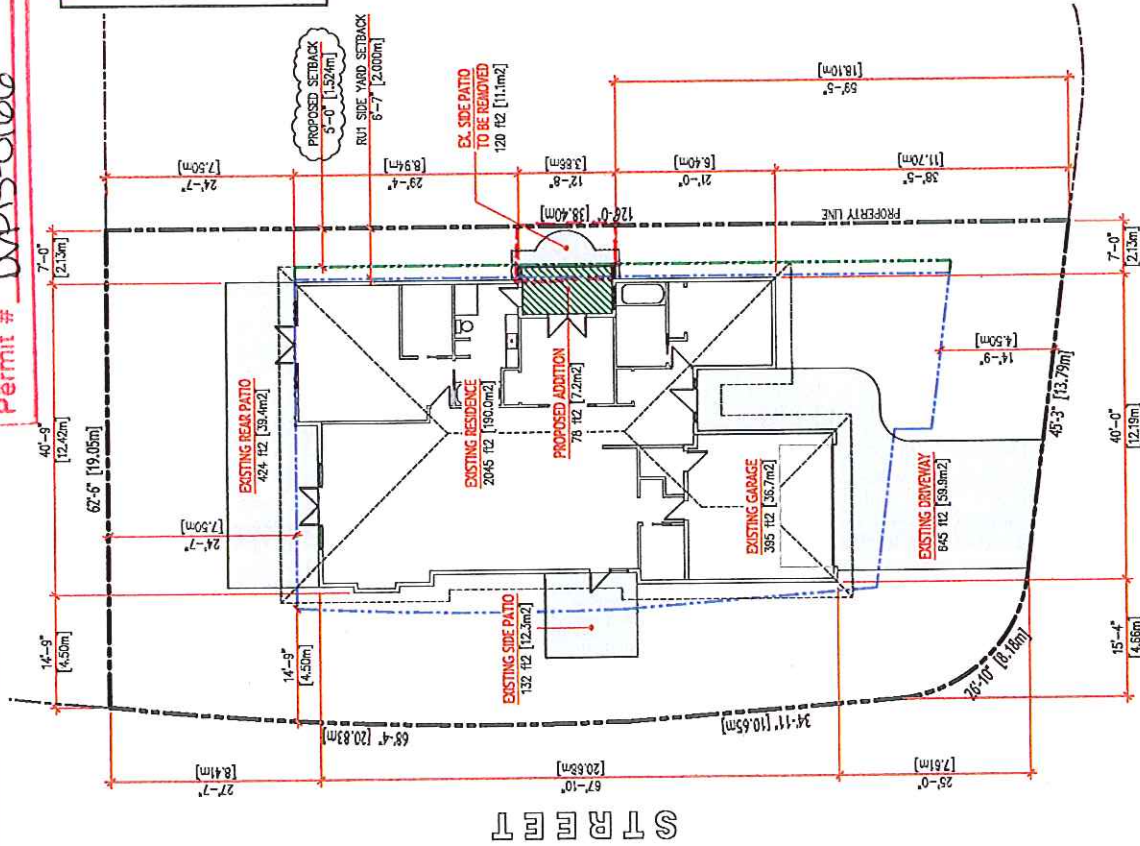 Permit #
PROPOSED SETBACK
5'-0" [1.524m]
RU1 SIDE YARD SETBACK
6'-7" [2.000m]
EX. SIDE PATIO
TO BE REMOVED
120 ft2 [11.1m2]
24'-7"
[7.50m]
29'-4"
[8.94m]
12'-8"
[3.86m]
21'-0"
[6.40m]
38'-5"
[11.70m]
59'-5"
[18.10m]
126'-0" [38.40m]
PROPERTY LINE
7'-0"
[2.13m]
7'-0"
[2.13m]
40'-9"
[12.42m]
62'-6" [19.05m]
EXISTING REAR PATIO
424 ft2 [39.4m2]
24'-7"
[7.50m]
EXISTING RESIDENCE
2045 ft2 [190.0m2]
PROPOSED ADDITION
78 ft2 [7.2m2]
EXISTING GARAGE
395 ft2 [36.7m2]
EXISTING DRIVEWAY
645 ft2 [59.9m2]
14'-9"
[4.50m]
45'-3" [13.79m]
40'-0"
[12.19m]
14'-9"
[4.50m]
14'-9"
[4.50m]
EXISTING SIDE PATIO
132 ft2 [12.3m2]
15'-4"
[4.66m]
26'-10" [8.18m]
34'-11" [10.65m]
68'-4" [20.83m]
27'-7"
[8.41m]
67'-10"
[20.68m]
25'-0"
[7.61m]
STREET